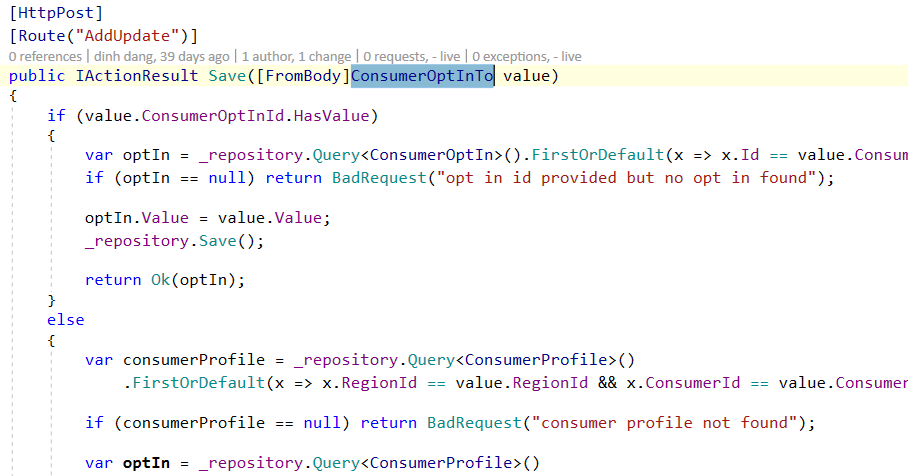 [HttpPost]
[Route("AddUpdate")]
0 references | dinh dang, 39 days ago | 1 author, 1 change | 0 requests, - live | 0 exceptions, - live
public IActionResult Save([FromBody]ConsumerOptInTo value)
{
if (value.ConsumerOptInId.HasValue)
{
var optIn = _repository.Query<ConsumerOptIn>().FirstOrDefault(x => x.Id == value.Consum
if (optIn == null) return BadRequest("opt in id provided but no opt in found");
optIn.Value = value.Value;
_repository.Save();
return Ok(optIn);
}
else
{
var consumerProfile = _repository.Query<ConsumerProfile>()
.FirstOrDefault(x => x.RegionId == value.RegionId && x.ConsumerId == value.Consumer
if (consumerProfile == null) return BadRequest("consumer profile not found");
var optIn = _repository.Query<ConsumerProfile>()